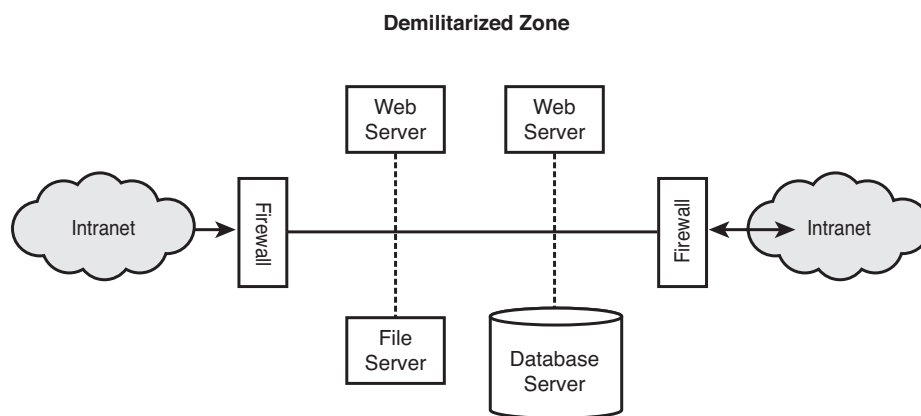 Demilitarized Zone
Web
Server
Web
Server
Intranet
Firewall
Firewall
Intranet
File
Server
Database
Server